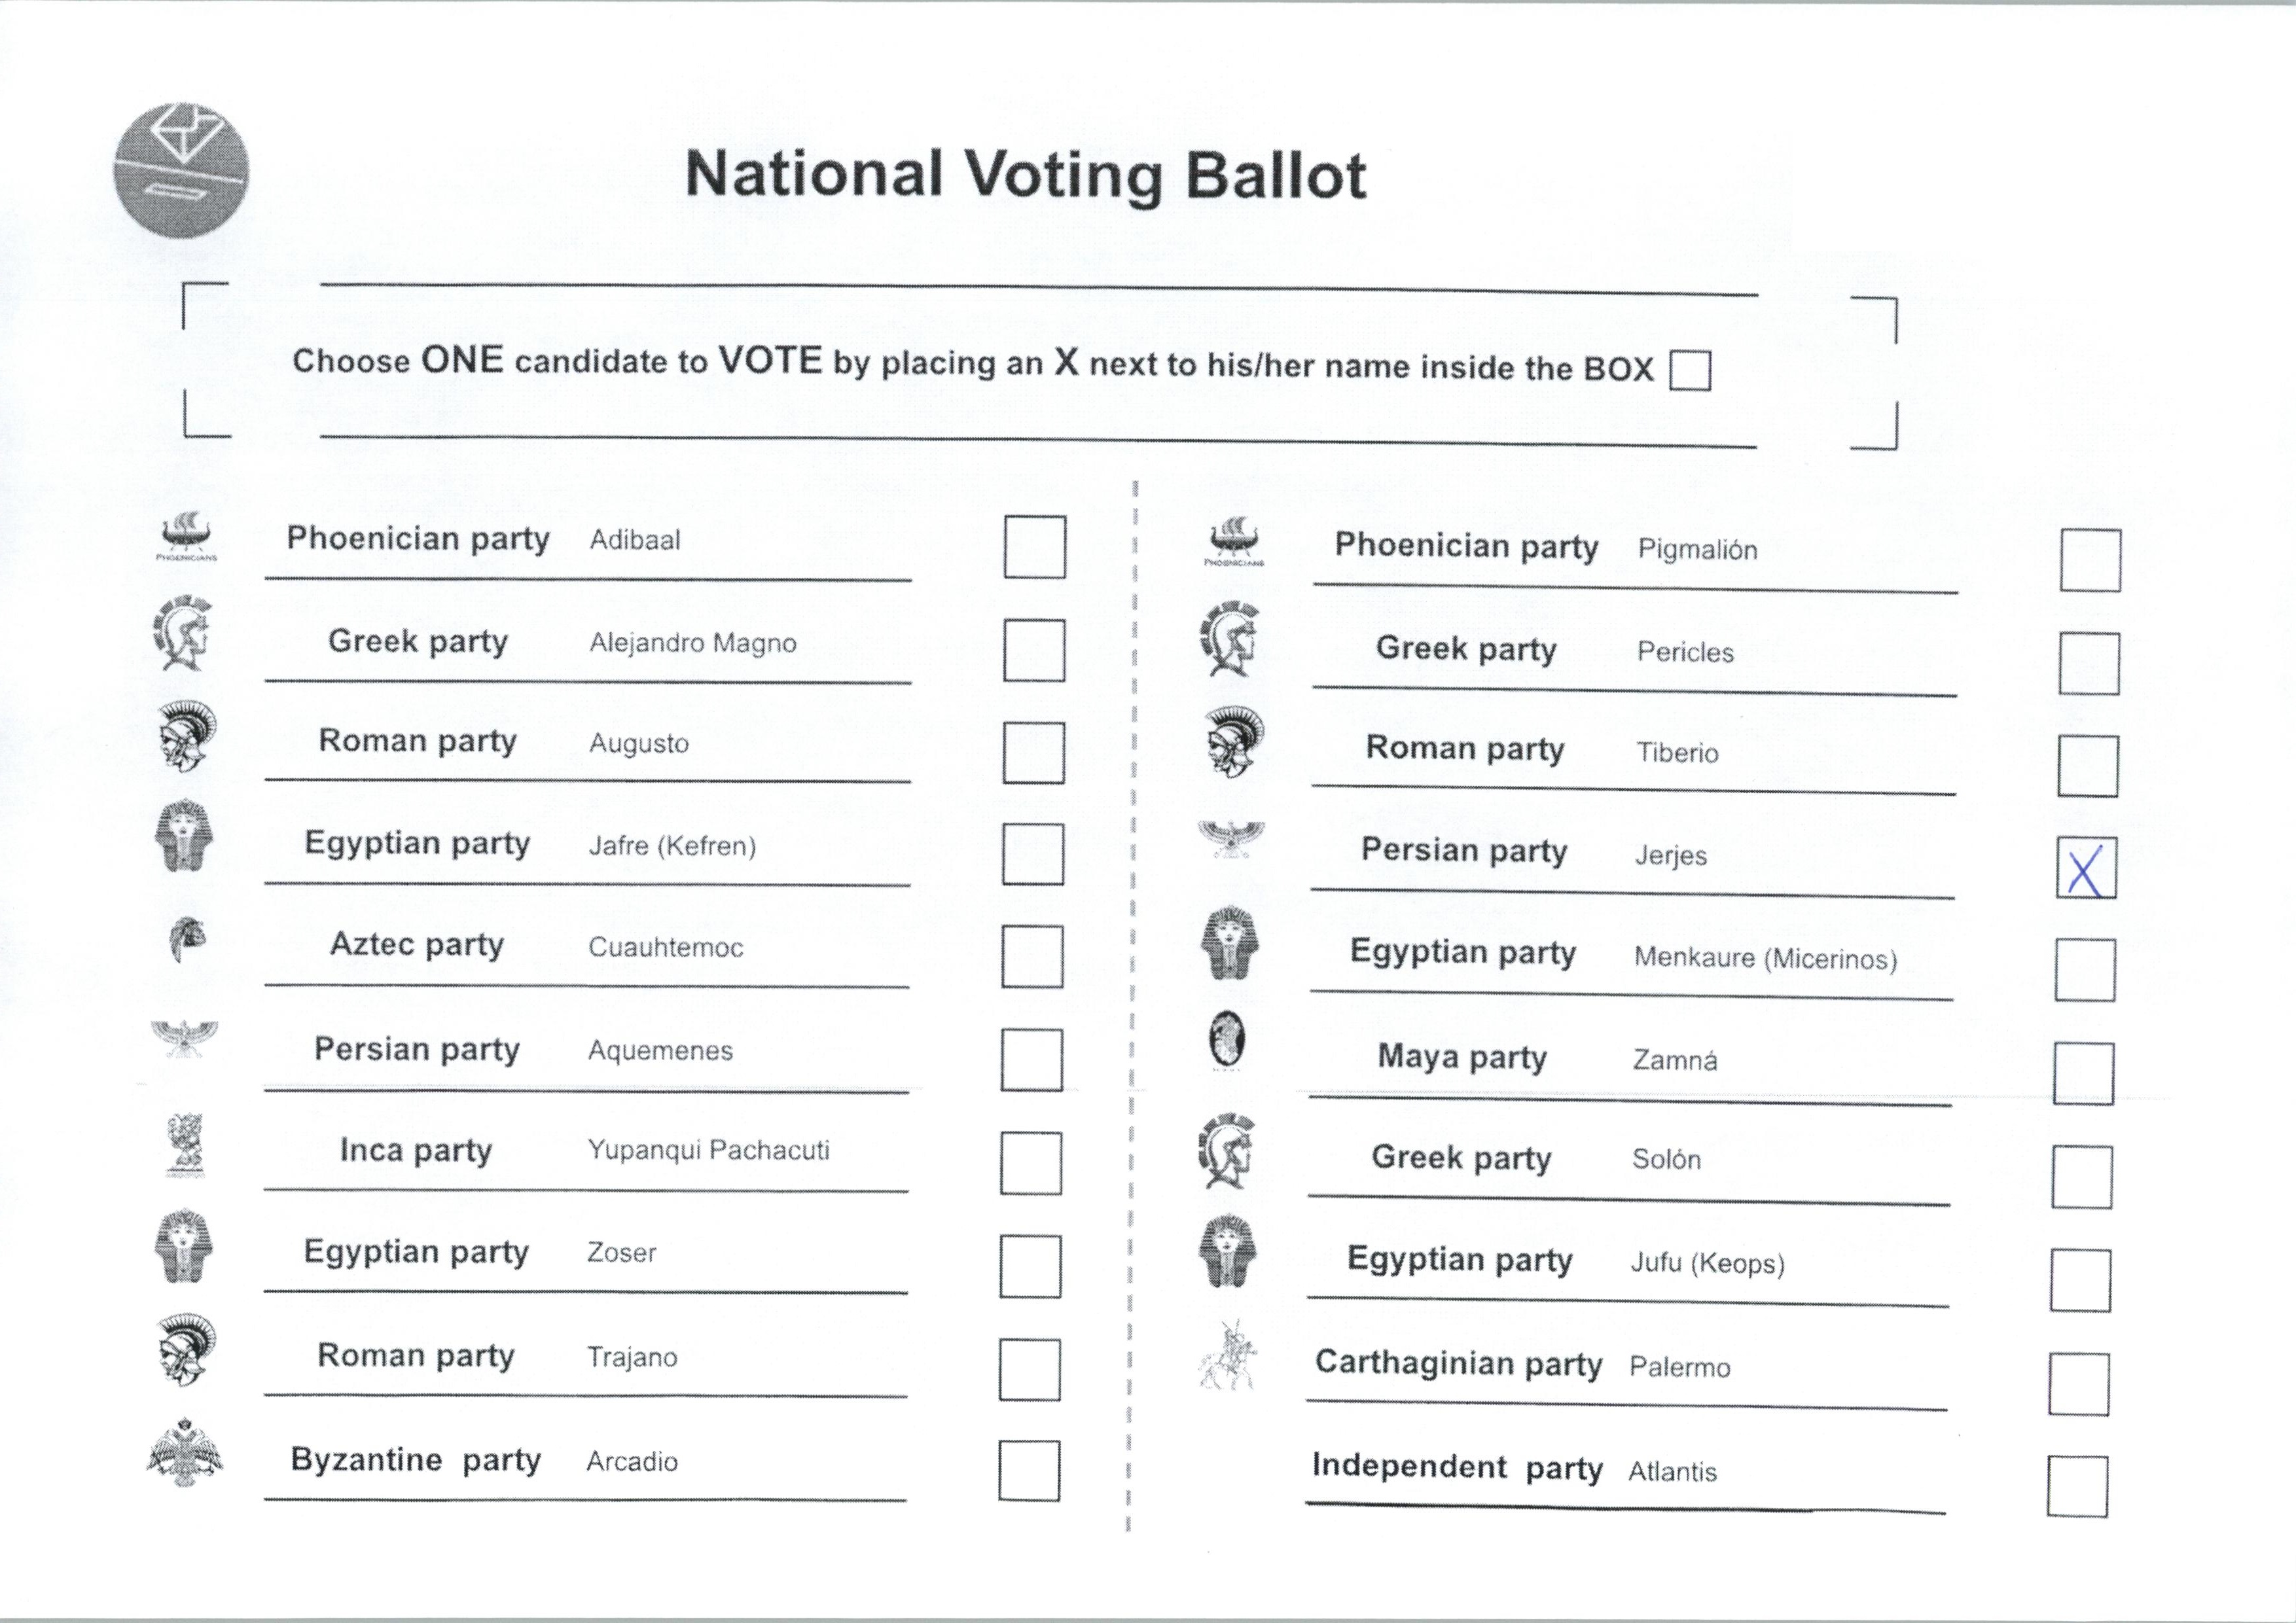 National Voting Ballot
Choose ONE candidate to VOTE by placing an X next to his/her name inside the BOX
PHOENICIANS
Phoenician party Adibaal
Greek party Alejandro Magno
Roman party Augusto
Egyptian party Jafre (Kefren)
Aztec party Cuauhtemoc
Persian party Aquemenes
Inca party Yupanqui Pachacuti
Egyptian party Zoser
Roman party Trajano
Byzantine party Arcadio
PHOENICIANS
Phoenician party Pigmalión
Greek party Pericles
Roman party Tiberio
Persian party Jerjes X
Egyptian party Menkaure (Micerinos)
Maya party Zamná
Greek party Solón
Egyptian party Jufu (Keops)
Carthaginian party Palermo
Independent party Atlantis